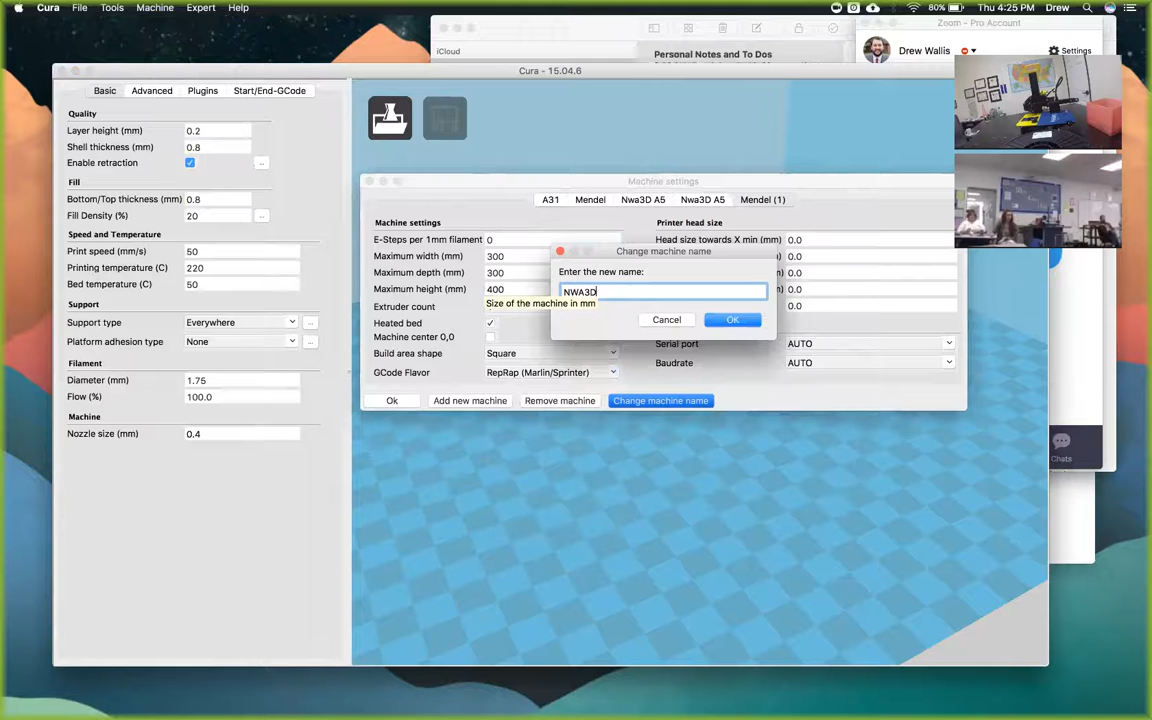 Cura File Tools Machine Expert Help
80% Thu 4:25 PM Drew
Zoom - Pro Account
iCloud
Personal Notes and To Dos
Drew Wallis
Settings
Cura - 15.04.6
Basic Advanced Plugins Start/End-GCode
Quality
Layer height (mm) 0.2
Shell thickness (mm) 0.8
Enable retraction ..
Fill
Bottom/Top thickness (mm) 0.8
Fill Density (%) 20 ..
Speed and Temperature
Print speed (mm/s) 50
Printing temperature (C) 220
Bed temperature (C) 50
Support
Support type Everywhere ...
Platform adhesion type None ...
Filament
Diameter (mm) 1.75
Flow (%) 100.0
Machine
Nozzle size (mm) 0.4
Machine settings
A31 Mendel Nwa3D A5 Nwa3D A5 Mendel (1)
Machine settings
E-Steps per 1mm filament 0
Maximum width (mm) 300
Maximum depth (mm) 300
Maximum height (mm) 400
Extruder count
Heated bed
Machine center 0,0
Build area shape Square
GCode Flavor RepRap (Marlin/Sprinter)
Printer head size
Head size towards X min (mm) 0.0
) 0.0
) 0.0
) 0.0
0.0
Serial port AUTO
Baudrate AUTO
Ok Add new machine Remove machine Change machine name
Change machine name
Enter the new name:
NWA3D
Size of the machine in mm
Cancel OK
Chats